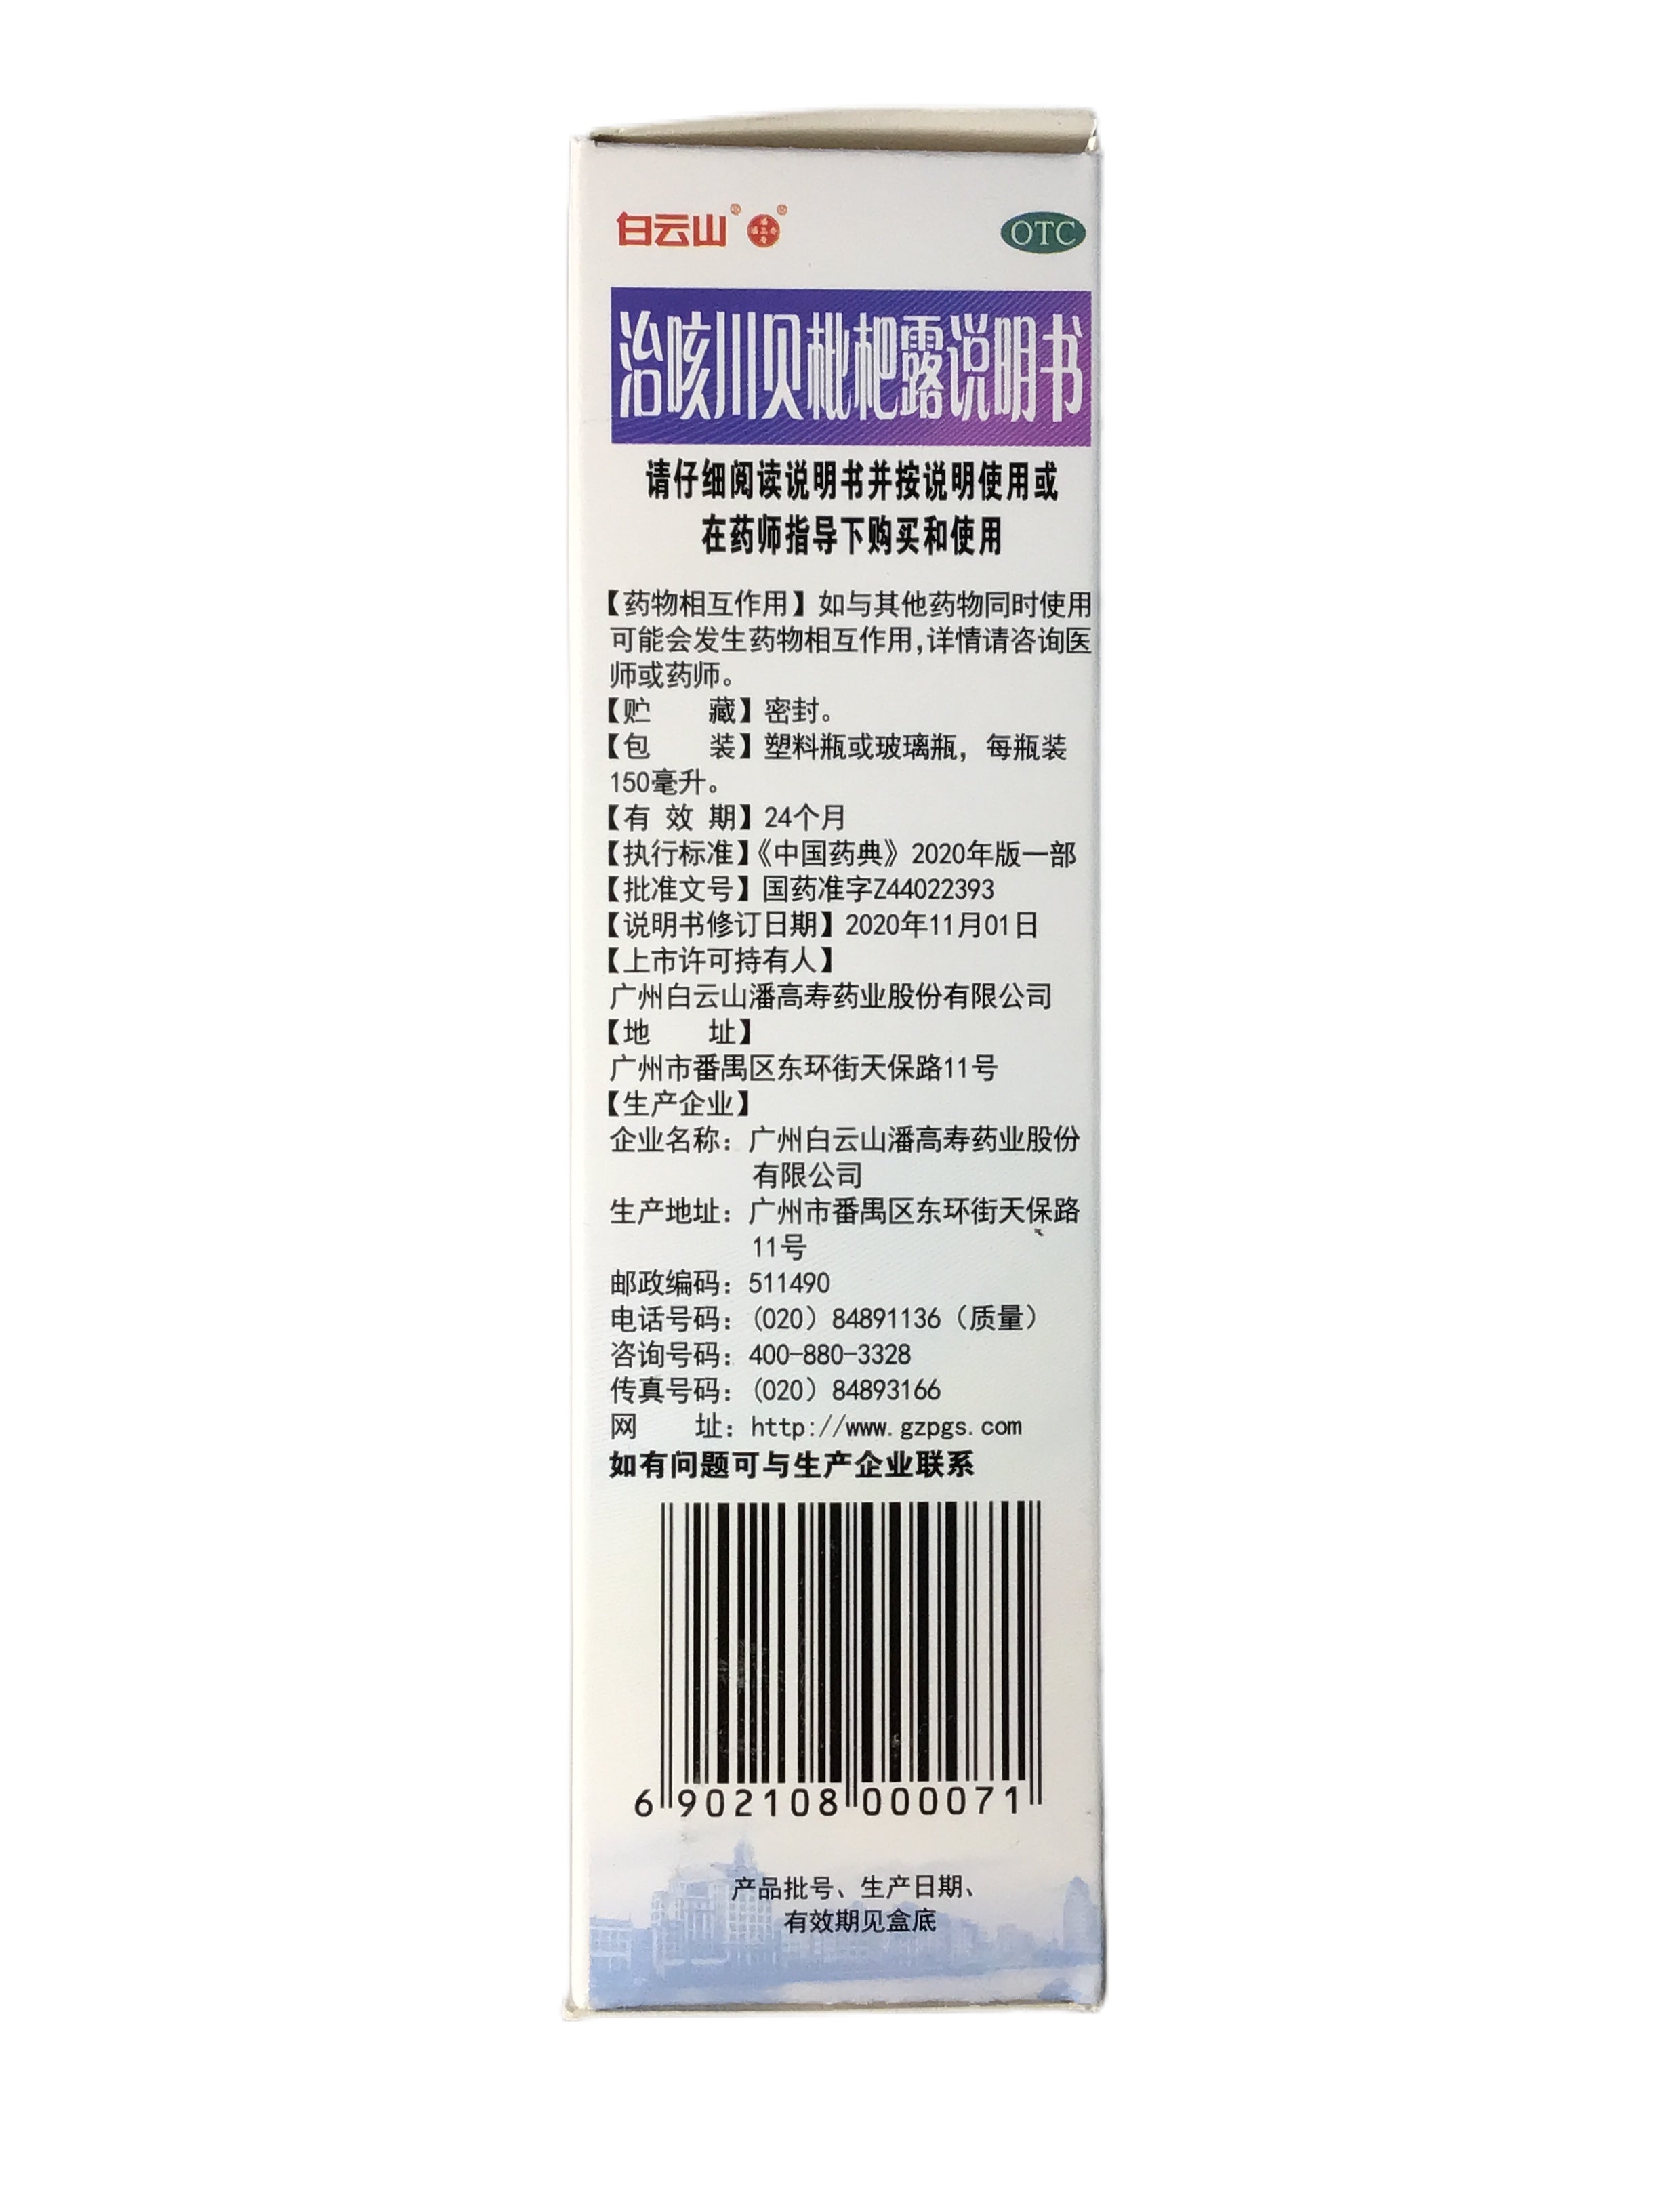 白云山
OTC
治咳川贝枇杷露说明书
请仔细阅读说明书并按说明使用或
在药师指导下购买和使用
【药物相互作用】如与其他药物同时使用
可能会发生药物相互作用,详情请咨询医
师或药师。
【贮 藏】密封。
【包 装】塑料瓶或玻璃瓶，每瓶装
150毫升。
【有 效 期】24个月
【执行标准】《中国药典》2020年版一部
【批准文号】国药准字Z44022393
【说明书修订日期】2020年11月01日
【上市许可持有人】
广州白云山潘高寿药业股份有限公司
【地 址】
广州市番禺区东环街天保路11号
【生产企业】
企业名称：广州白云山潘高寿药业股份
有限公司
生产地址：广州市番禺区东环街天保路
11号
邮政编码：511490
电话号码：（020）84891136（质量）
咨询号码：400-880-3328
传真号码：（020）84893166
网 址：http://www.gzpgs.com
如有问题可与生产企业联系
6 902108 000071
产品批号、生产日期、
有效期见盒底